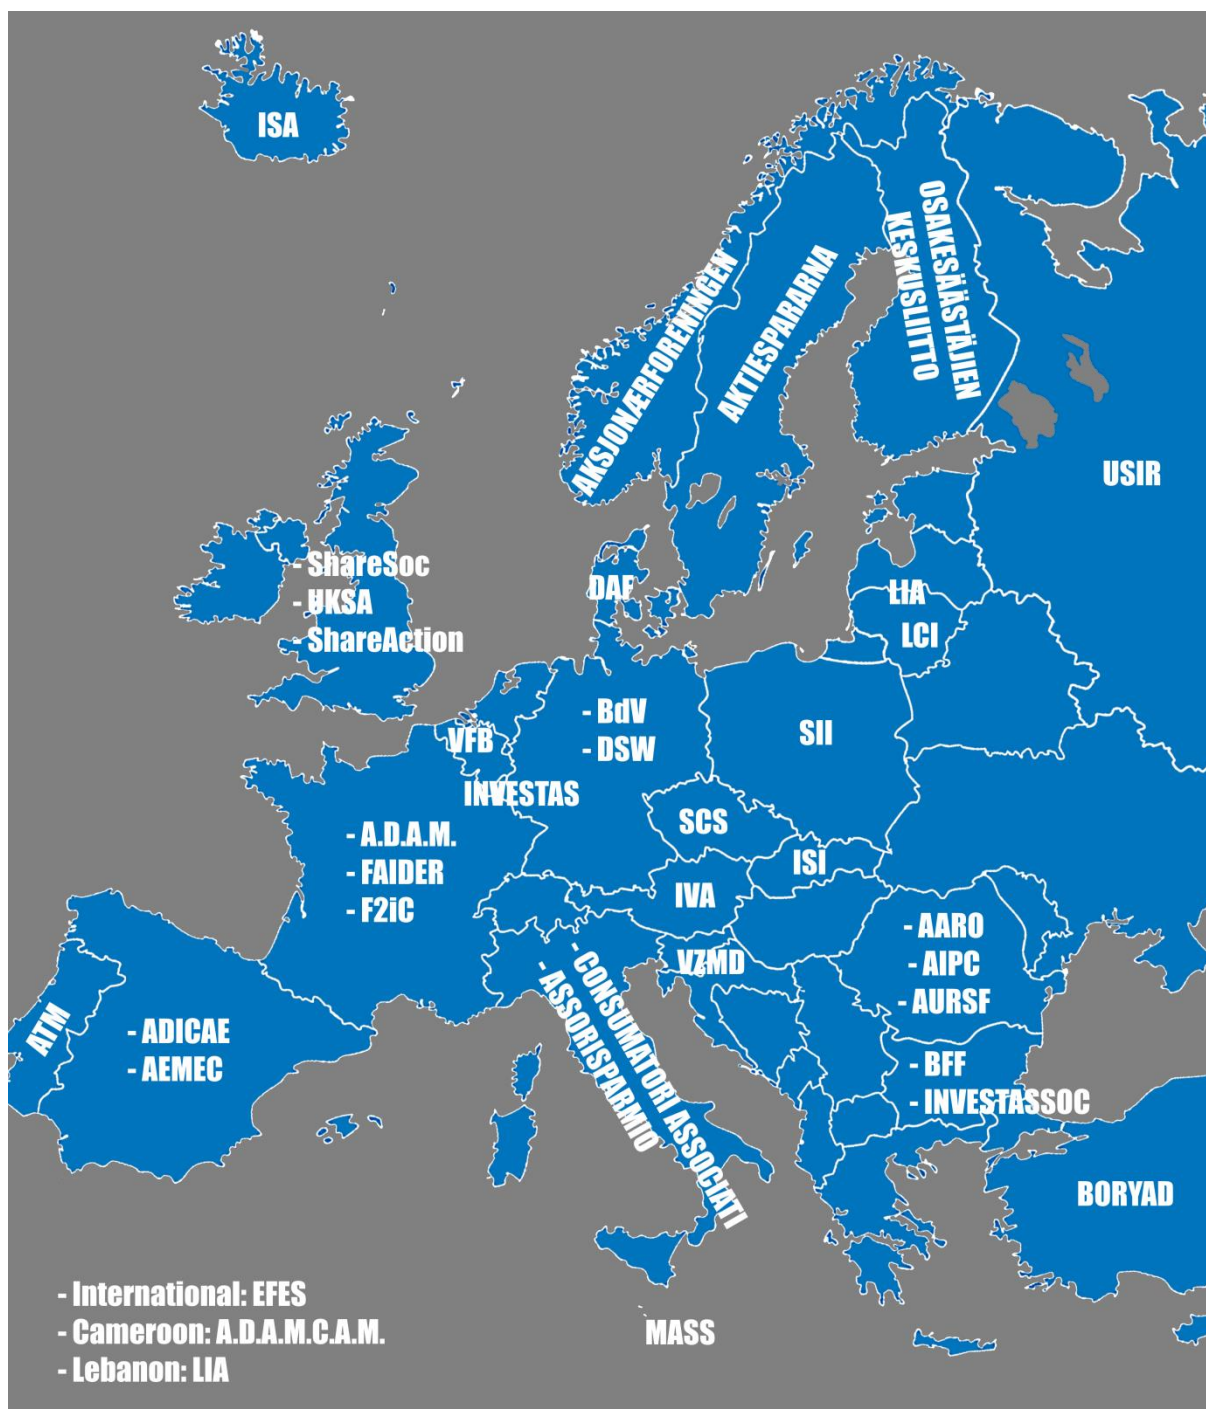 ISA
AKSJONÆRFORENINGEN
AKTIESPARARNA
OSAKESÄÄSTÄJIEN
KESKUSLIITTO
USIR
- ShareSoc
- UKSA
- ShareAction
DAF
LIA
LCI
- BdV
- DSW
SII
VFB
INVESTAS
SCS
ISI
IVA
- A.D.A.M.
- FAIDER
- F2iC
VZMD
- AARO
- AIPC
- AURSF
- CONSUMATORI ASSOCIATI
- ASSORISPARMIO
ATM
- ADICAE
- AEMEC
- BFF
- INVESTASSOC
BORYAD
MASS
- International: EFES
- Cameroon: A.D.A.M.C.A.M.
- Lebanon: LIA